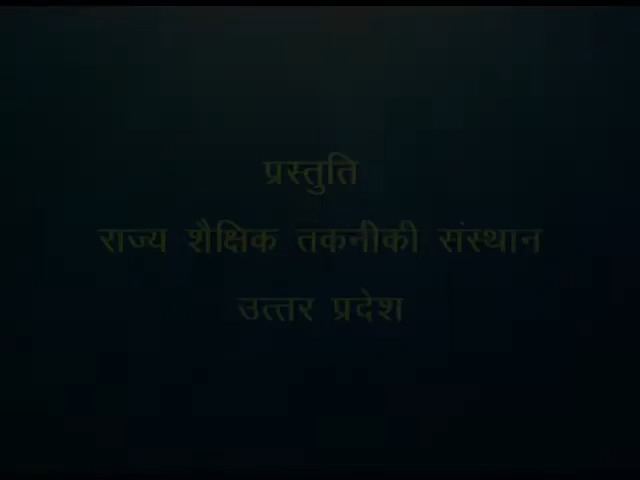 प्रस्तुति
राज्य शैक्षिक तकनीकी संस्थान
उत्तर प्रदेश